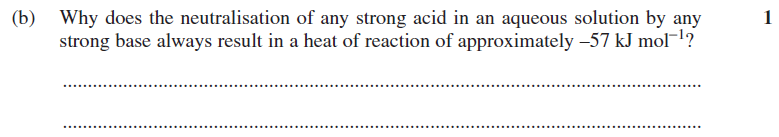 (b) Why does the neutralisation of any strong acid in an aqueous solution by any 1
strong base always result in a heat of reaction of approximately –57 kJ mol⁻¹?